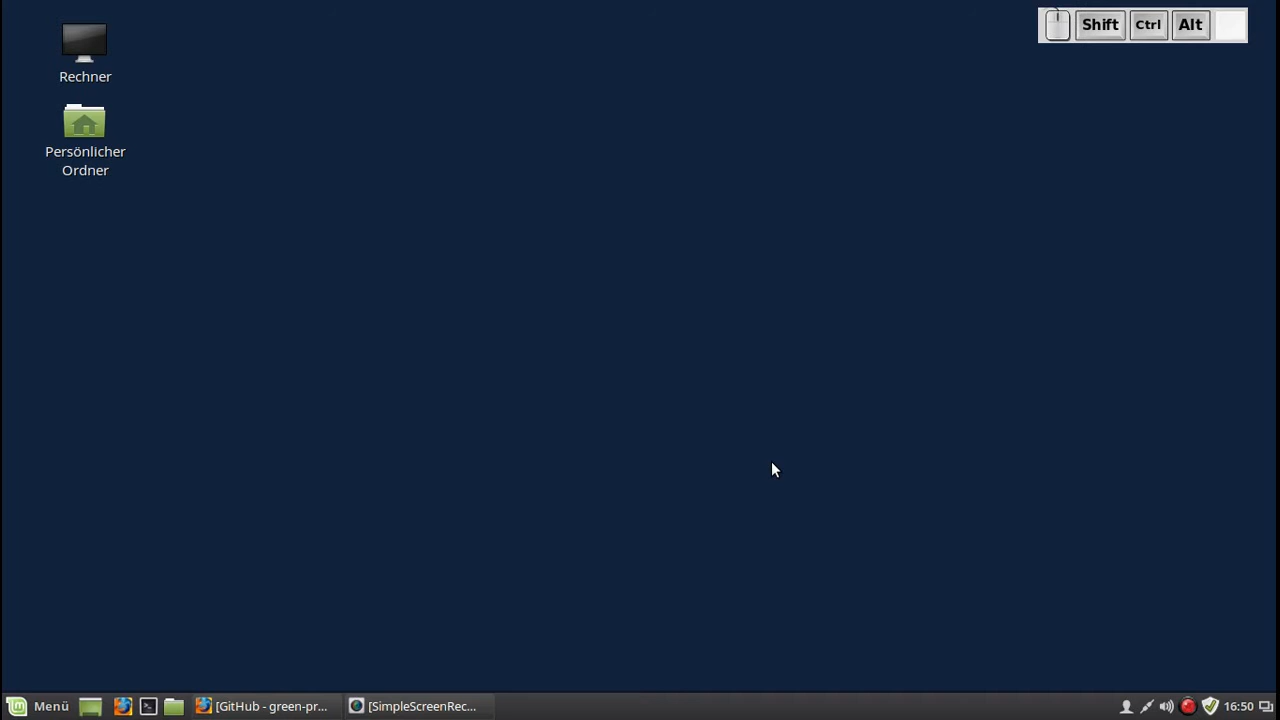 Rechner
Persönlicher
Ordner
Shift Ctrl Alt
Menü
[GitHub - green-pr...
[SimpleScreenRec...
16:50